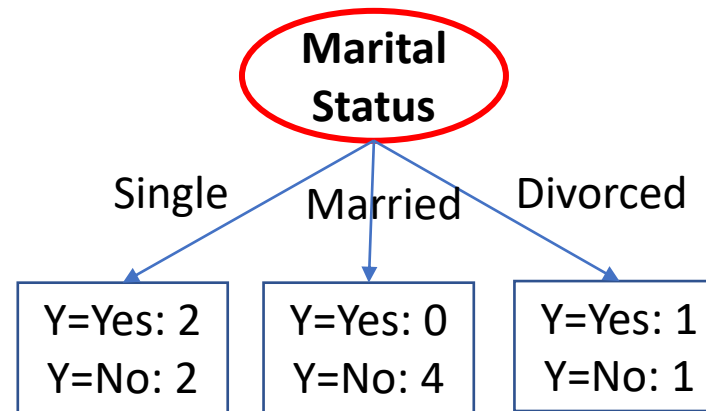 Marital
Status
Single
Married
Divorced
Y=Yes: 2
Y=No: 2
Y=Yes: 0
Y=No: 4
Y=Yes: 1
Y=No: 1